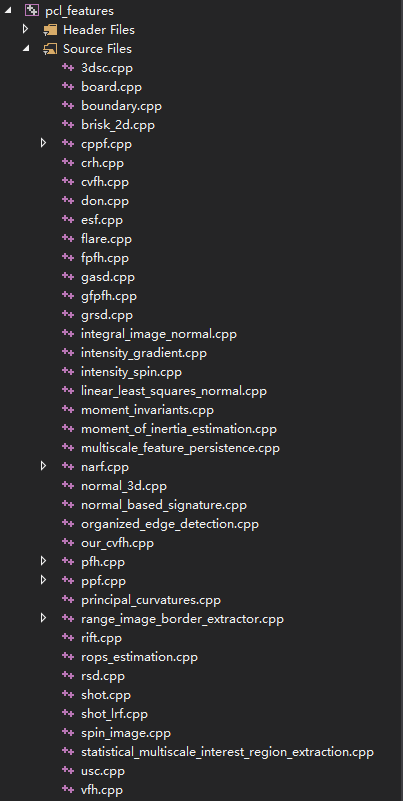 pcl_features
Header Files
Source Files
3dsc.cpp
board.cpp
boundary.cpp
brisk_2d.cpp
cppf.cpp
crh.cpp
cvfh.cpp
don.cpp
esf.cpp
flare.cpp
fpfh.cpp
gasd.cpp
gfpfh.cpp
grsd.cpp
integral_image_normal.cpp
intensity_gradient.cpp
intensity_spin.cpp
linear_least_squares_normal.cpp
moment_invariants.cpp
moment_of_inertia_estimation.cpp
multiscale_feature_persistence.cpp
narf.cpp
normal_3d.cpp
normal_based_signature.cpp
organized_edge_detection.cpp
our_cvfh.cpp
pfh.cpp
ppf.cpp
principal_curvatures.cpp
range_image_border_extractor.cpp
rift.cpp
rops_estimation.cpp
rsd.cpp
shot.cpp
shot_lrf.cpp
spin_image.cpp
statistical_multiscale_interest_region_extraction.cpp
usc.cpp
vfh.cpp